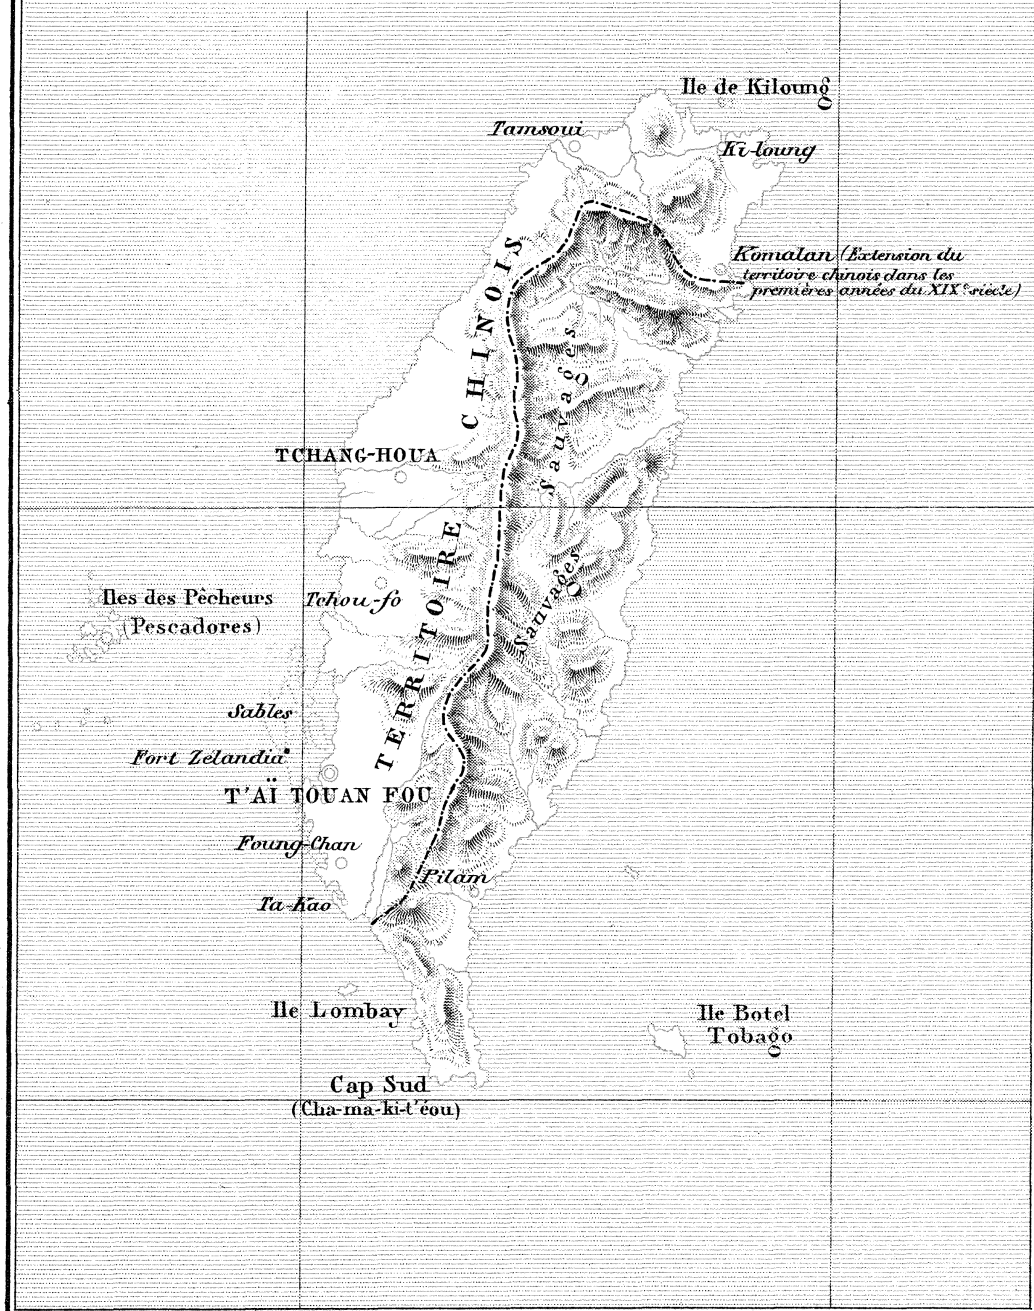 Ile de Kiloung
Tamsoui
Ki-loung
Komalan (Extension du
territoire chinois dans les
premières années du XIXe siècle)
TERRITOIRE CHINOIS
Sauvages
TCHANG-HOUA
Sauvages
Iles des Pêcheurs
(Pescadores)
Tchou-fo
Sables
Fort Zélandia
T'AÏ TOUAN FOU
Foung-Chan
Pilam
Ta-Kao
Ile Lombay
Ile Botel
Tobago
Cap Sud
(Cha-ma-ki-t'éou)